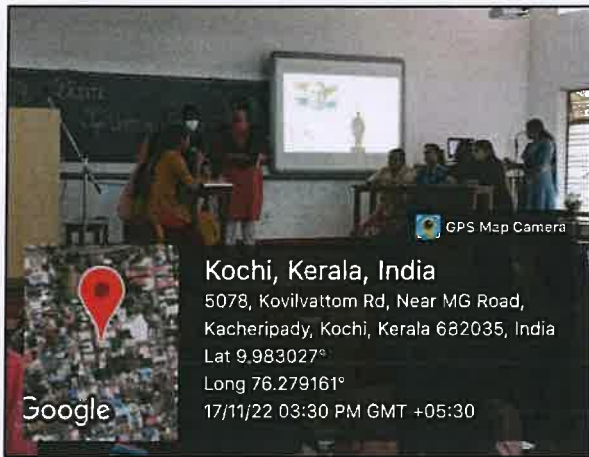 GPS Map Camera
Kochi, Kerala, India
5078, Kovilvattom Rd, Near MG Road,
Kacheripady, Kochi, Kerala 682035, India
Lat 9.983027°
Long 76.279161°
17/11/22 03:30 PM GMT +05:30
Google